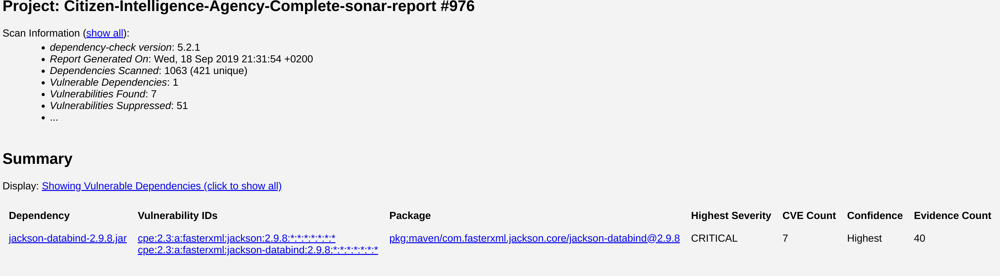 Project: Citizen-Intelligence-Agency-Complete-sonar-report #976
Scan Information (show all):
• dependency-check version: 5.2.1
• Report Generated On: Wed, 18 Sep 2019 21:31:54 +0200
• Dependencies Scanned: 1063 (421 unique)
• Vulnerable Dependencies: 1
• Vulnerabilities Found: 7
• Vulnerabilities Suppressed: 51
• ...
Summary
Display: Showing Vulnerable Dependencies (click to show all)
Dependency Vulnerability IDs Package Highest Severity CVE Count Confidence Evidence Count
jackson-databind-2.9.8.jar cpe:2.3:a:fasterxml:jackson:2.9.8:*:*:*:*:*:*:* pkg:maven/com.fasterxml.jackson.core/jackson-databind@2.9.8 CRITICAL 7 Highest 40
cpe:2.3:a:fasterxml:jackson-databind:2.9.8:*:*:*:*:*:*:*